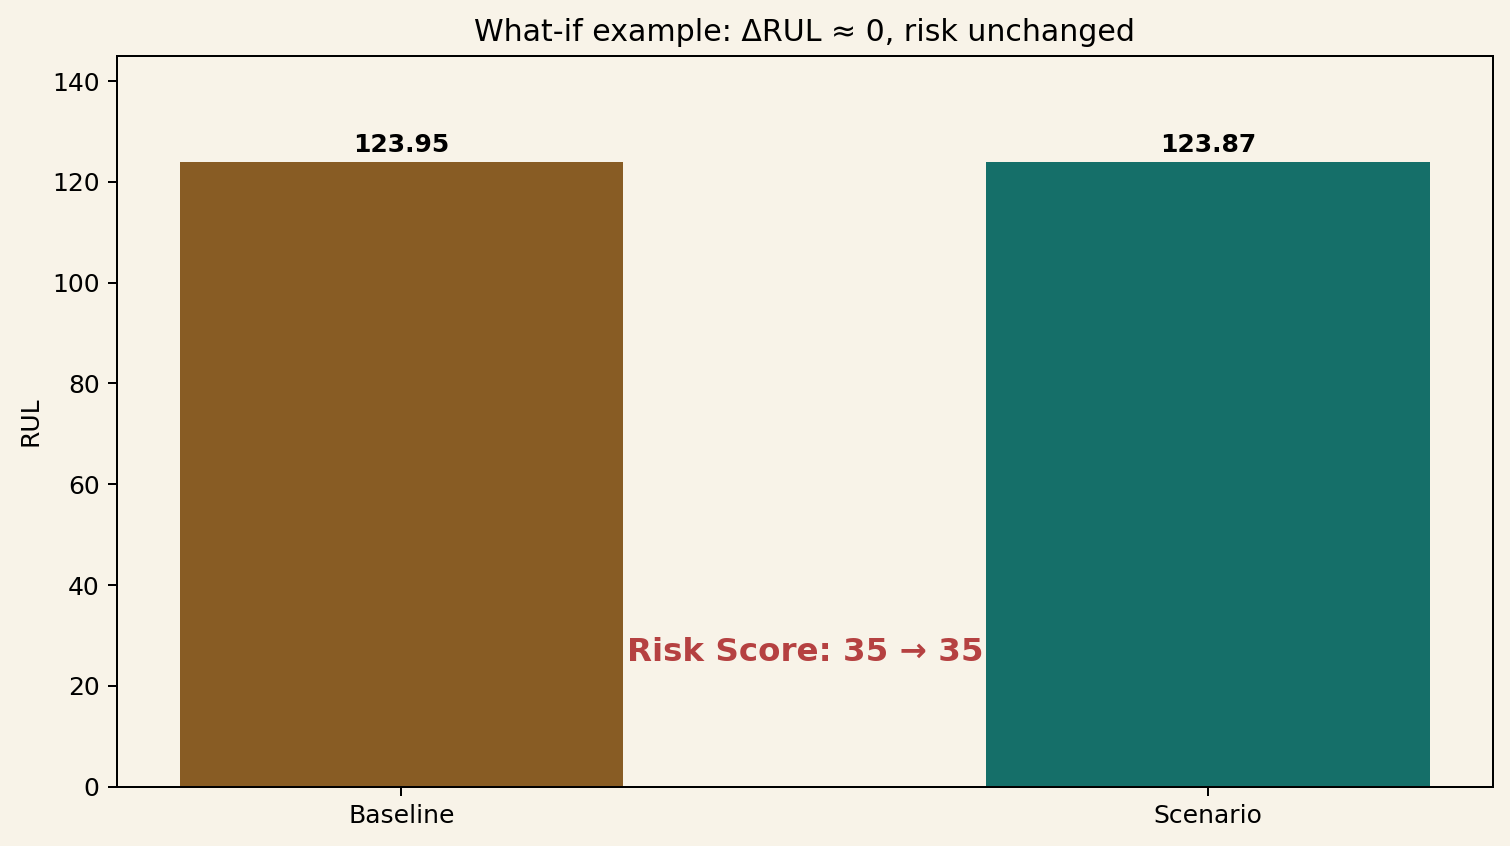 What-if example: ΔRUL ≈ 0, risk unchanged
RUL
140
120
100
80
60
40
20
0
123.95
123.87
Risk Score: 35 → 35
Baseline
Scenario